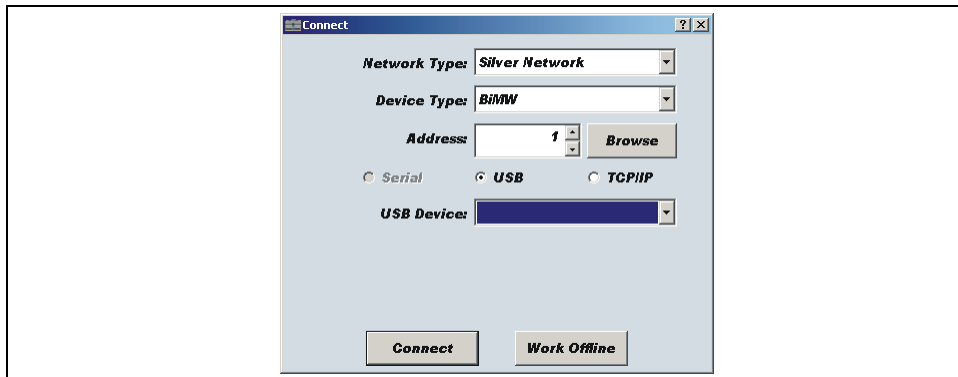 Connect
Network Type: Silver Network
Device Type: BiMW
Address: 1 Browse
Serial USB TCP/IP
USB Device:
Connect Work Offline